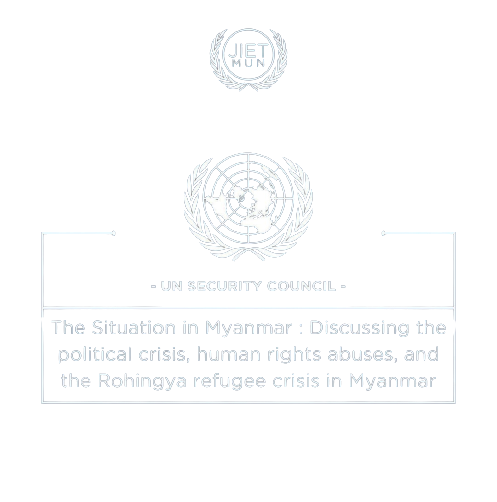 JIET
MUN
- UN SECURITY COUNCIL -
The Situation in Myanmar : Discussing the
political crisis, human rights abuses, and
the Rohingya refugee crisis in Myanmar